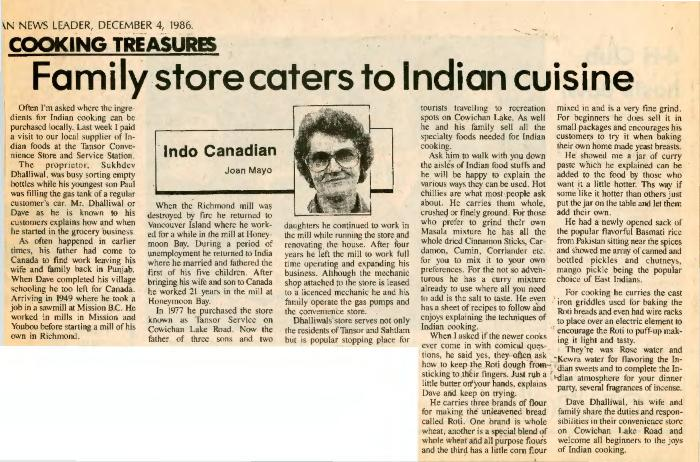 AN NEWS LEADER, DECEMBER 4, 1986.
COOKING TREASURES
Family store caters to Indian cuisine
Often I'm asked where the ingre-
dients for Indian cooking can be
purchased locally. Last week I paid
a visit to our local supplier of In-
dian foods at the Tansor Conve-
nience Store and Service Station.
The proprietor, Sukhdev
Dhalliwal, was busy sorting empty
bottles while his youngest son Paul
was filling the gas tank of a regular
customer's car. Mr. Dhalliwal or
Dave as he is known to his
customers explains how and when
he started in the grocery business.
As often happened in earlier
times, his father had come to
Canada to find work leaving his
wife and family back in Punjab.
When Dave completed his village
schooling he too left for Canada.
Arriving in 1949 where he took a
job in a sawmill at Mission B.C. He
worked in mills in Mission and
Youbou before starting a mill of his
own in Richmond.
Indo Canadian
Joan Mayo
When the Richmond mill was
destroyed by fire he returned to
Vancouver Island where he work-
ed for a while in the mill at Honey-
moon Bay. During a period of
unemployment he returned to India
where he married and fathered the
first of his five children. After
bringing his wife and son to Canada
he worked 21 years in the mill at
Honeymoon Bay.
In 1977 he purchased the store
known as Tansor Service on
Cowichan Lake Road. Now the
father of three sons and two
daughters he continued to work in
the mill while running the store and
renovating the house. After four
years he left the mill to work full
time operating and expanding his
business. Although the mechanic
shop attached to the store is leased
to a licenced mechanic he and his
family operate the gas pumps and
the convenience store.
Dhalliwals store serves not only
the residents of Tansor and Sahtlam
but is popular stopping place for
tourists travelling to recreation
spots on Cowichan Lake. As well
he and his family sell all the
specialty foods needed for Indian
cooking.
Ask him to walk with you down
the aisles of Indian food stuffs and
he will be happy to explain the
various ways they can be used. Hot
chilies are what most people ask
about. He carries them whole,
crushed or finely ground. For those
who prefer to grind their own
Masala mixture he has all the
whole dried Cinnamon Sticks, Car-
damon, Cumin, Corriander etc.
for you to mix it to your own
preferences. For the not so adven-
turous he has a curry mixture
already to use where all you need
to add is the salt to taste. He even
has a sheet of recipes to follow and
enjoys explaining the techniques of
Indian cooking.
When I asked if the newer cooks
ever come in with comical ques-
tions, he said yes, they often ask
how to keep the Roti dough from
sticking to their fingers. Just rub a
little butter on your hands, explains
Dave and keep on trying.
He carries three brands of flour
for making the unleavened bread
called Roti. One brand is whole
wheat, another is a special blend of
whole wheat and all purpose flours
and the third has a little corn flour
mixed in and is a very fine grind.
For beginners he does sell it in
small packages and encourages his
customers to try it when baking
their own home made yeast breads.
He showed me a jar of curry
paste which he explained can be
added to the food by those who
want it a little hotter. Ths way if
some like it hotter than others just
put the jar on the table and let them
add their own.
He had a newly opened sack of
the popular flavorful Basmati rice
from Pakistan sitting near the spices
and showed me array of canned and
bottled pickles and chutneys,
mango pickle being the popular
choice of East Indians.
For cooking he curries the cast
iron griddles used for baking the
Roti breads and even had wire racks
to place over an electric element to
encourage the Roti to puff-up mak-
ing it light and tasty.
They're was Rose water and
Kewra water for flavoring the In-
dian sweets and to complete the In-
dian atmosphere for your dinner
party, several fragrances of incense.
Dave Dhalliwal, his wife and
family share the duties and respon-
sibilities in their convenience store
on Cowichan Lake Road and
welcome all beginners to the joys
of Indian cooking.